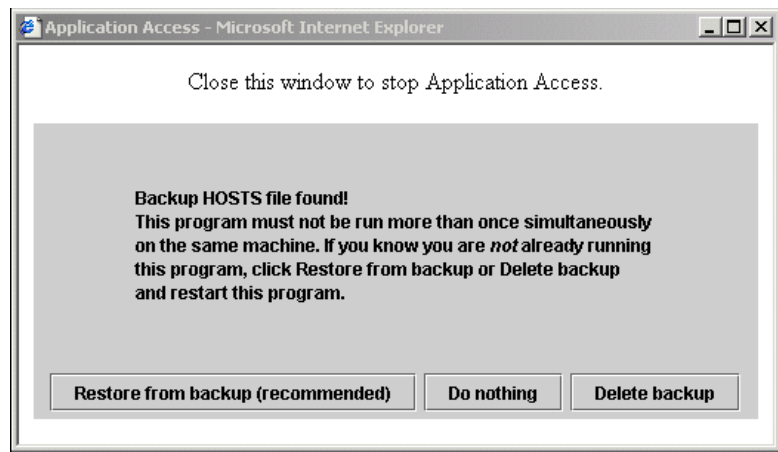 Application Access - Microsoft Internet Explorer
Close this window to stop Application Access.
Backup HOSTS file found!
This program must not be run more than once simultaneously
on the same machine. If you know you are not already running
this program, click Restore from backup or Delete backup
and restart this program.
Restore from backup (recommended) Do nothing Delete backup